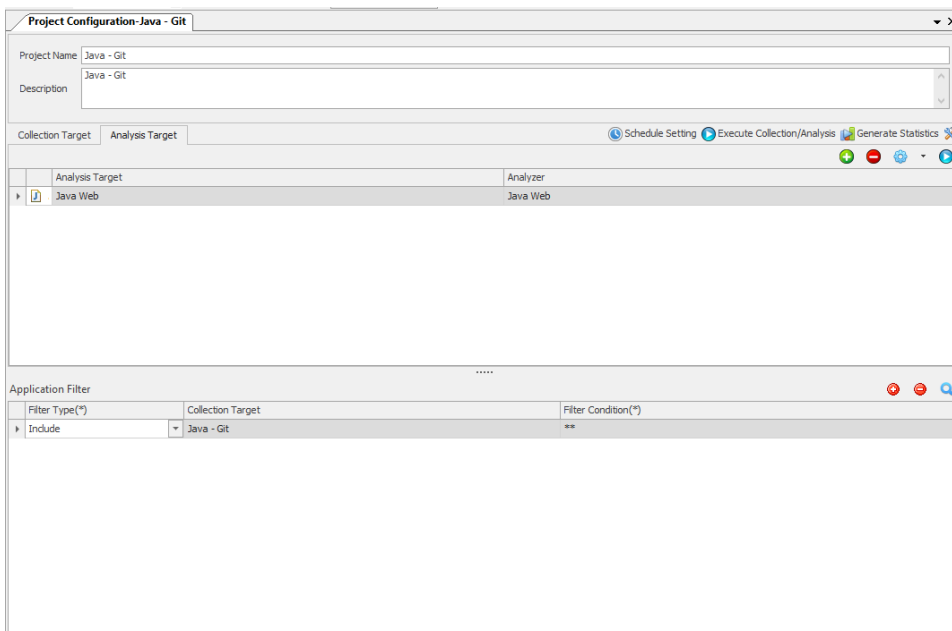 Project Configuration-Java - Git
Project Name Java - Git
Description Java - Git
Collection Target Analysis Target Schedule Setting Execute Collection/Analysis Generate Statistics
Analysis Target Analyzer
Java Web Java Web
Application Filter
Filter Type(*) Collection Target Filter Condition(*)
Include Java - Git **